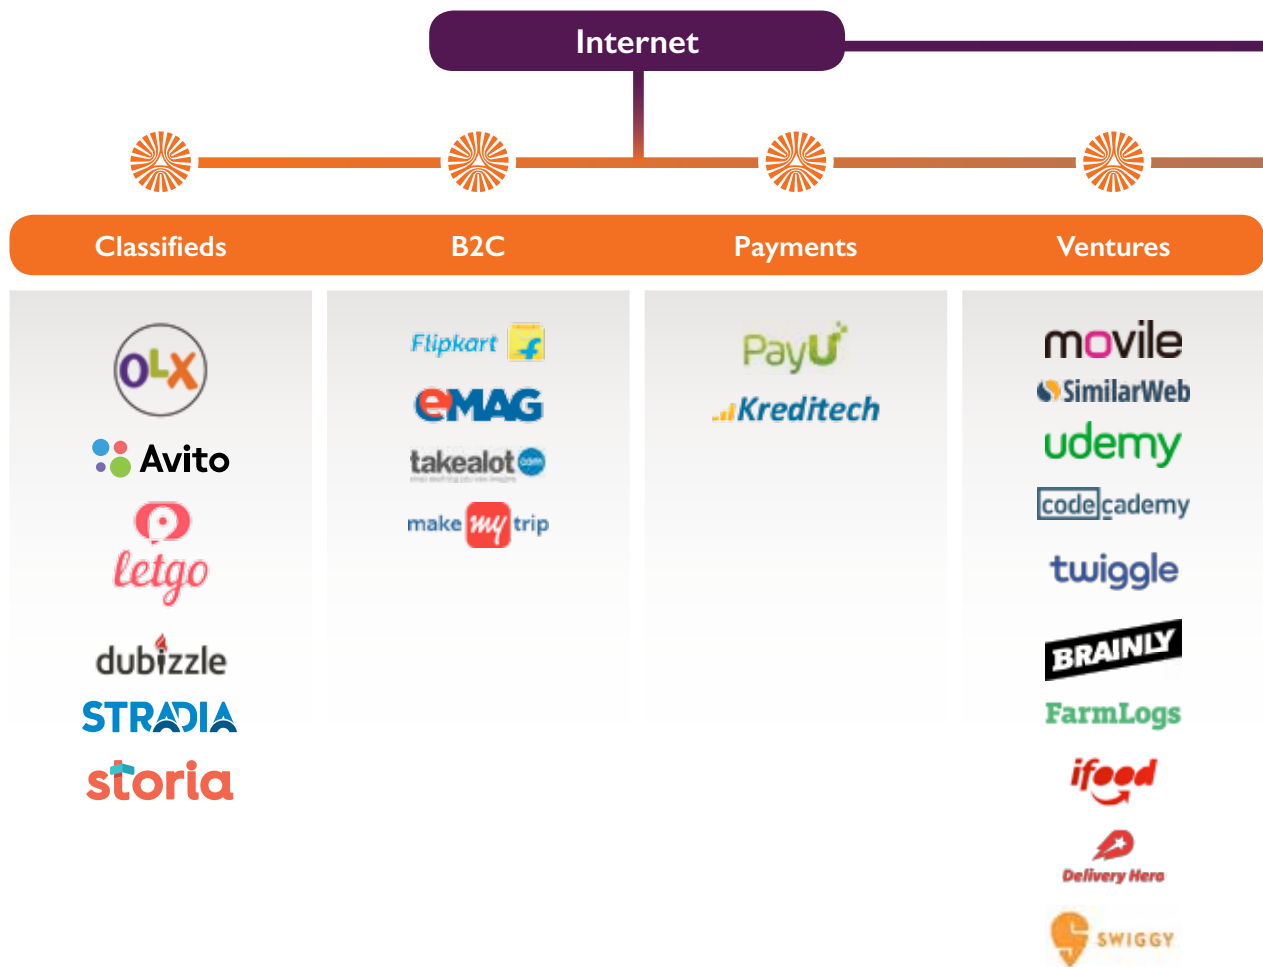 Internet
Classifieds
B2C
Payments
Ventures
OLX
Avito
letgo
dubizzle
STRADIA
storia
Flipkart
eMAG
takealot.com
make my trip
PayU
Kreditech
movile
SimilarWeb
udemy
codecademy
twiggle
BRAINLY
FarmLogs
ifood
Delivery Hero
SWIGGY